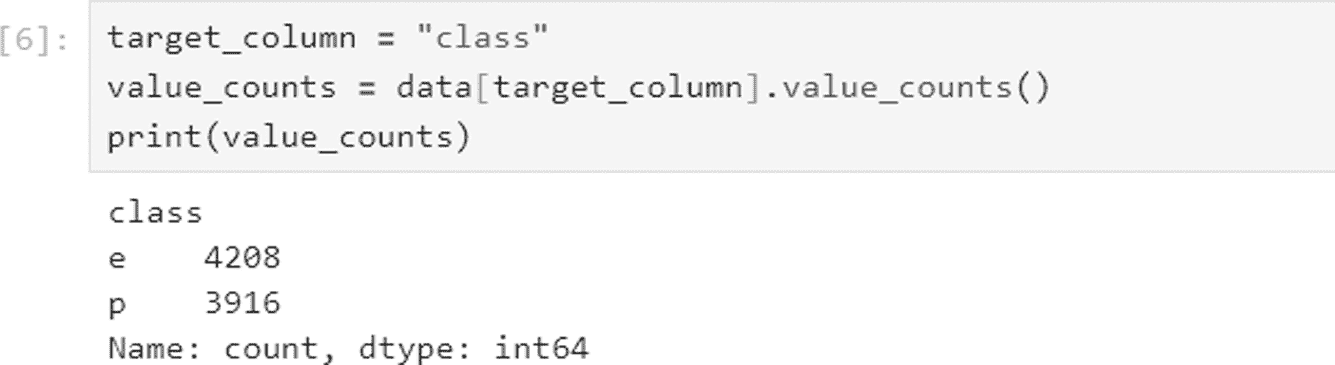 [6]:
target_column = "class"
value_counts = data[target_column].value_counts()
print(value_counts)
class
e    4208
p    3916
Name: count, dtype: int64